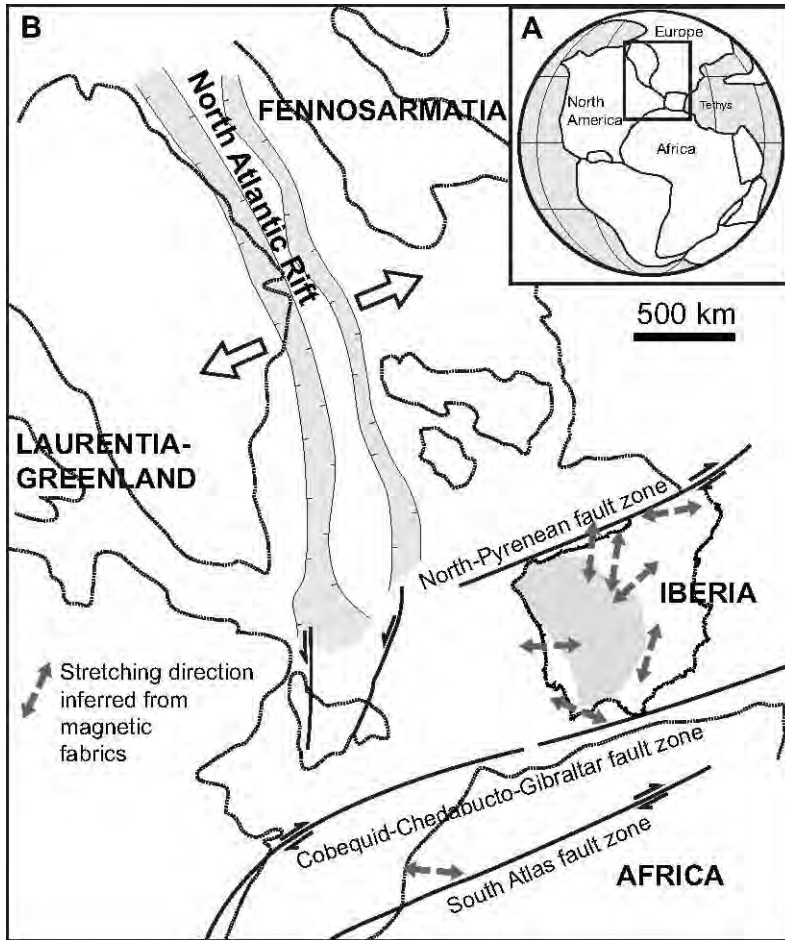 B
A
Europe
North
America
Tethys
Africa
500 km
FENNOSARMATIA
North Atlantic Rift
LAURENTIA-
GREENLAND
North-Pyrenean fault zone
IBERIA
Stretching direction
inferred from
magnetic
fabrics
Cobequid-Chedabucto-Gibraltar fault zone
South Atlas fault zone
AFRICA